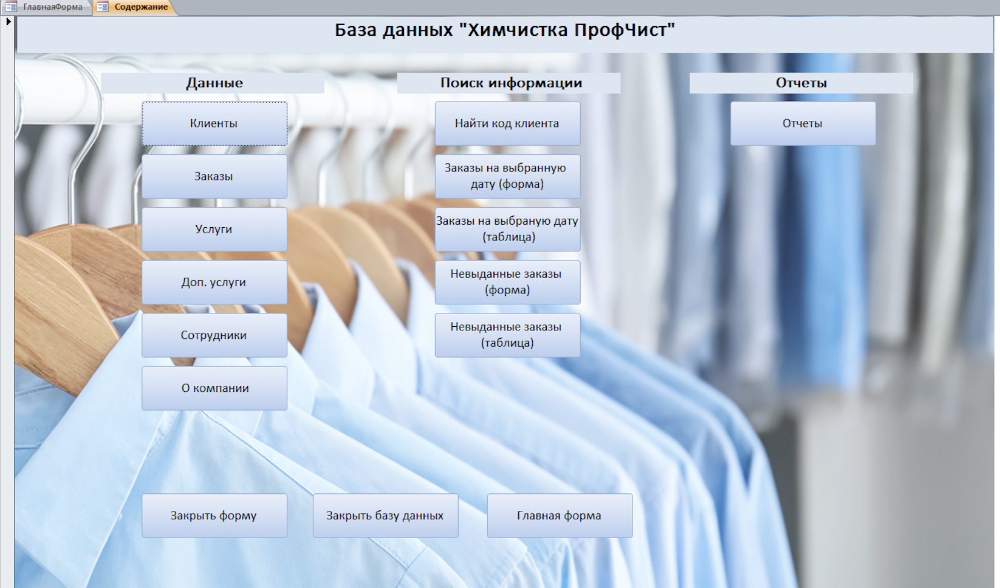 ГлавнаяФорма
Содержание
База данных "Химчистка ПрофЧист"
Данные
Клиенты
Заказы
Услуги
Доп. услуги
Сотрудники
О компании
Поиск информации
Найти код клиента
Заказы на выбранную
дату (форма)
Заказы на выбраную дату
(таблица)
Невыданные заказы
(форма)
Невыданные заказы
(таблица)
Отчеты
Отчеты
Закрыть форму
Закрыть базу данных
Главная форма